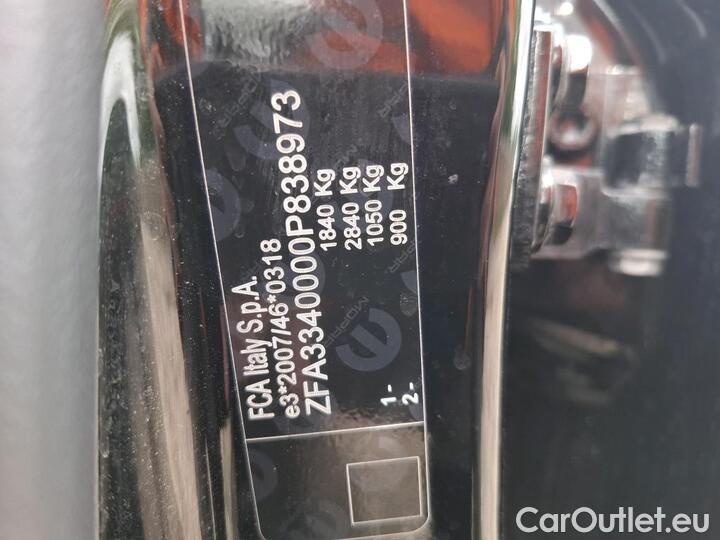 FCA Italy S.p.A.
e3*2007/46*0318
ZFA3340000P838973
1840 Kg
2840 Kg
1- 1050 Kg
2- 900 Kg
MOPAR
CarOutlet.eu